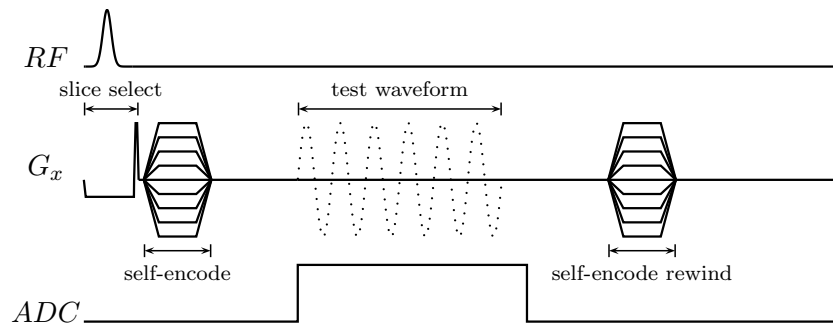 RF
slice select
test waveform
G_x
self-encode
self-encode rewind
ADC